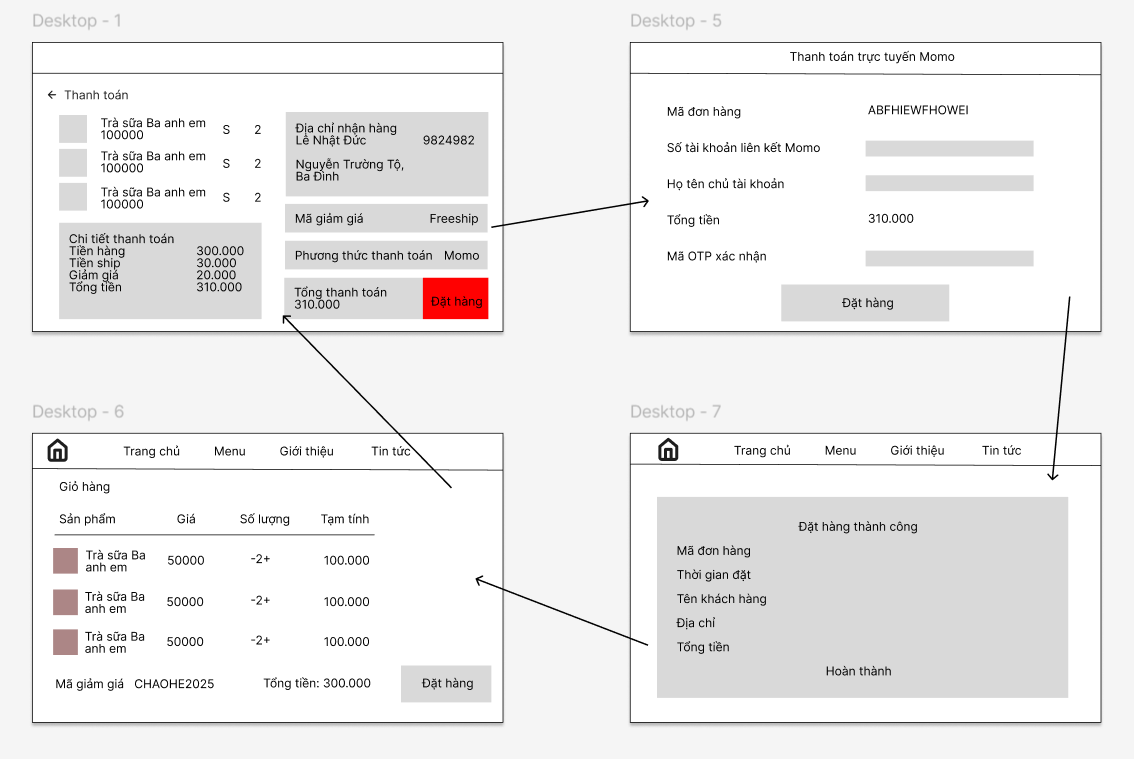 Desktop - 1
← Thanh toán
Trà sữa Ba anh em
100000
S 2
Trà sữa Ba anh em
100000
S 2
Trà sữa Ba anh em
100000
S 2
Chi tiết thanh toán
Tiền hàng 300.000
Tiền ship 30.000
Giảm giá 20.000
Tổng tiền 310.000
Địa chỉ nhận hàng
Lê Nhật Đức 9824982
Nguyễn Trường Tộ,
Ba Đình
Mã giảm giá Freeship
Phương thức thanh toán Momo
Tổng thanh toán
310.000
Đặt hàng
Desktop - 5
Thanh toán trực tuyến Momo
Mã đơn hàng ABFHIEWFHOWEI
Số tài khoản liên kết Momo
Họ tên chủ tài khoản
Tổng tiền 310.000
Mã OTP xác nhận
Đặt hàng
Desktop - 6
Trang chủ Menu Giới thiệu Tin tức
Giỏ hàng
Sản phẩm Giá Số lượng Tạm tính
Trà sữa Ba
anh em
50000 -2+ 100.000
Trà sữa Ba
anh em
50000 -2+ 100.000
Trà sữa Ba
anh em
50000 -2+ 100.000
Mã giảm giá CHAOHE2025 Tổng tiền: 300.000 Đặt hàng
Desktop - 7
Trang chủ Menu Giới thiệu Tin tức
Đặt hàng thành công
Mã đơn hàng
Thời gian đặt
Tên khách hàng
Địa chỉ
Tổng tiền
Hoàn thành